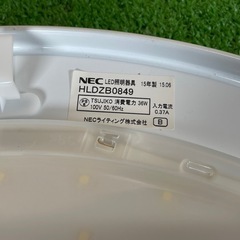 NEC LED照明器具 15年製 15.06
HLDZB0849
TSUJIKO 消費電力 36W 入力電流
100V 50/60Hz 0.37A
NECライティング株式会社 B